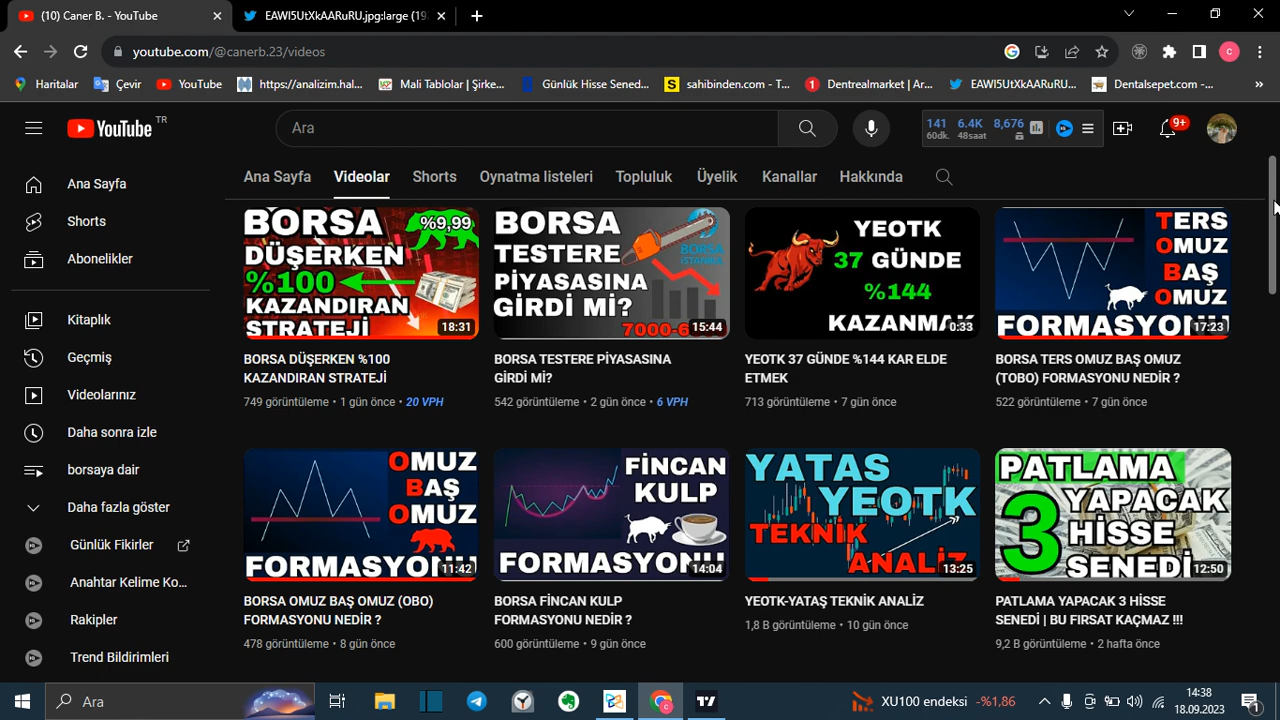 (10) Caner B. - YouTube
EAWI5UtXkAARuRU.jpg:large (19
youtube.com/@canerb.23/videos
Haritalar
Çevir
YouTube
https://analizim.hal...
Mali Tablolar | Şirke...
Günlük Hisse Sened...
sahibinden.com - T...
Dentrealmarket | Ar...
EAWI5UtXkAARuRU...
Dentalsepet.com -...
YouTube TR
Ara
141 6.4K 8,676
60dk. 48saat
9+
Ana Sayfa
Videolar
Shorts
Oynatma listeleri
Topluluk
Üyelik
Kanallar
Hakkında
Ana Sayfa
Shorts
Abonelikler
Kitaplık
Geçmiş
Videolarınız
Daha sonra izle
borsaya dair
Daha fazla göster
Günlük Fikirler
Anahtar Kelime Ko...
Rakipler
Trend Bildirimleri
BORSA %9,99
DÜŞERKEN
%100
KAZANDIRAN
STRATEJİ
18:31
BORSA DÜŞERKEN %100
KAZANDIRAN STRATEJİ
749 görüntüleme • 1 gün önce • 20 VPH
BORSA
TESTERE
PİYASASINA
GİRDİ Mİ?
BORSA
İSTANBUL
15:44
BORSA TESTERE PİYASASINA
GİRDİ Mİ?
542 görüntüleme • 2 gün önce • 6 VPH
YEOTK
37 GÜNDE
%144
KAZANMAK
0:33
YEOTK 37 GÜNDE %144 KAR ELDE
ETMEK
713 görüntüleme • 7 gün önce
TERS
OMUZ
BAŞ
OMUZ
FORMASYONU
17:23
BORSA TERS OMUZ BAŞ OMUZ
(TOBO) FORMASYONU NEDİR ?
522 görüntüleme • 7 gün önce
OMUZ
BAŞ
OMUZ
FORMASYONU
11:42
BORSA OMUZ BAŞ OMUZ (OBO)
FORMASYONU NEDİR ?
478 görüntüleme • 8 gün önce
FİNCAN
KULP
FORMASYONU
14:04
BORSA FİNCAN KULP
FORMASYONU NEDİR ?
600 görüntüleme • 9 gün önce
YATAS
YEOTK
TEKNİK
ANALİZ
13:25
YEOTK-YATAŞ TEKNİK ANALİZ
1,8 B görüntüleme • 10 gün önce
PATLAMA
3 YAPACAK
HİSSE
SENEDİ
12:50
PATLAMA YAPACAK 3 HİSSE
SENEDİ | BU FIRSAT KAÇMAZ !!!
9,2 B görüntüleme • 2 hafta önce
Ara
XU100 endeksi -%1,86
14:38
18.09.2023
1